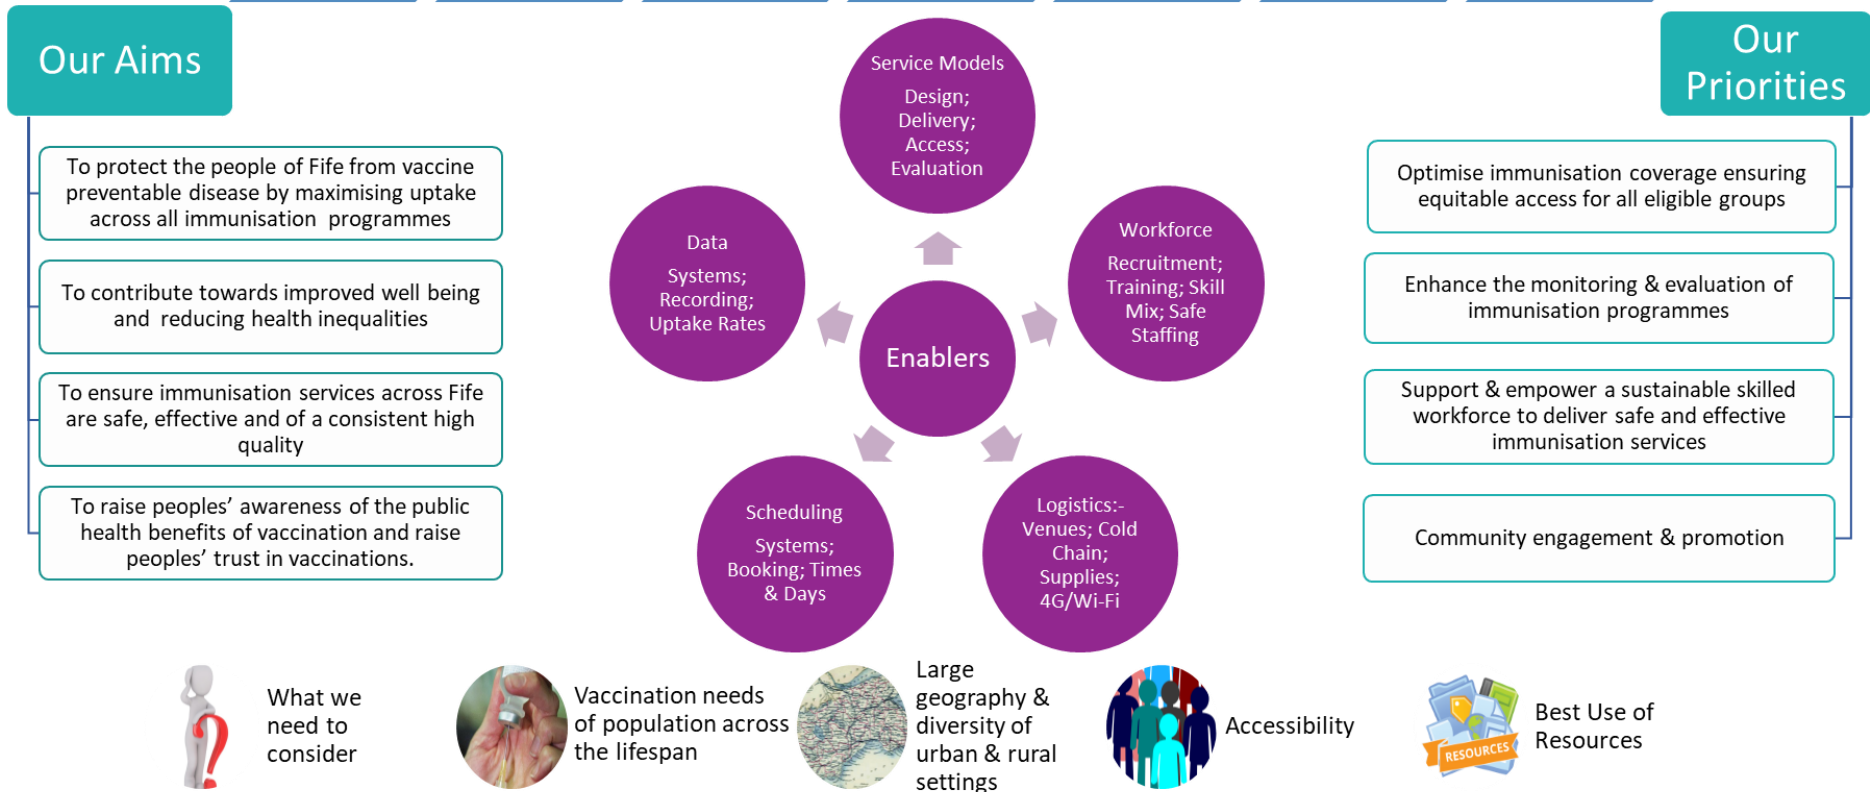 Our Aims
To protect the people of Fife from vaccine
preventable disease by maximising uptake
across all immunisation programmes
To contribute towards improved well being
and reducing health inequalities
To ensure immunisation services across Fife
are safe, effective and of a consistent high
quality
To raise peoples’ awareness of the public
health benefits of vaccination and raise
peoples’ trust in vaccinations.
Service Models
Design;
Delivery;
Access;
Evaluation
Data
Systems;
Recording;
Uptake Rates
Workforce
Recruitment;
Training; Skill
Mix; Safe
Staffing
Enablers
Scheduling
Systems;
Booking; Times
& Days
Logistics:-
Venues; Cold
Chain;
Supplies;
4G/Wi-Fi
Our
Priorities
Optimise immunisation coverage ensuring
equitable access for all eligible groups
Enhance the monitoring & evaluation of
immunisation programmes
Support & empower a sustainable skilled
workforce to deliver safe and effective
immunisation services
Community engagement & promotion
What we
need to
consider
Vaccination needs
of population across
the lifespan
Large
geography &
diversity of
urban & rural
settings
Accessibility
RESOURCES
Best Use of
Resources